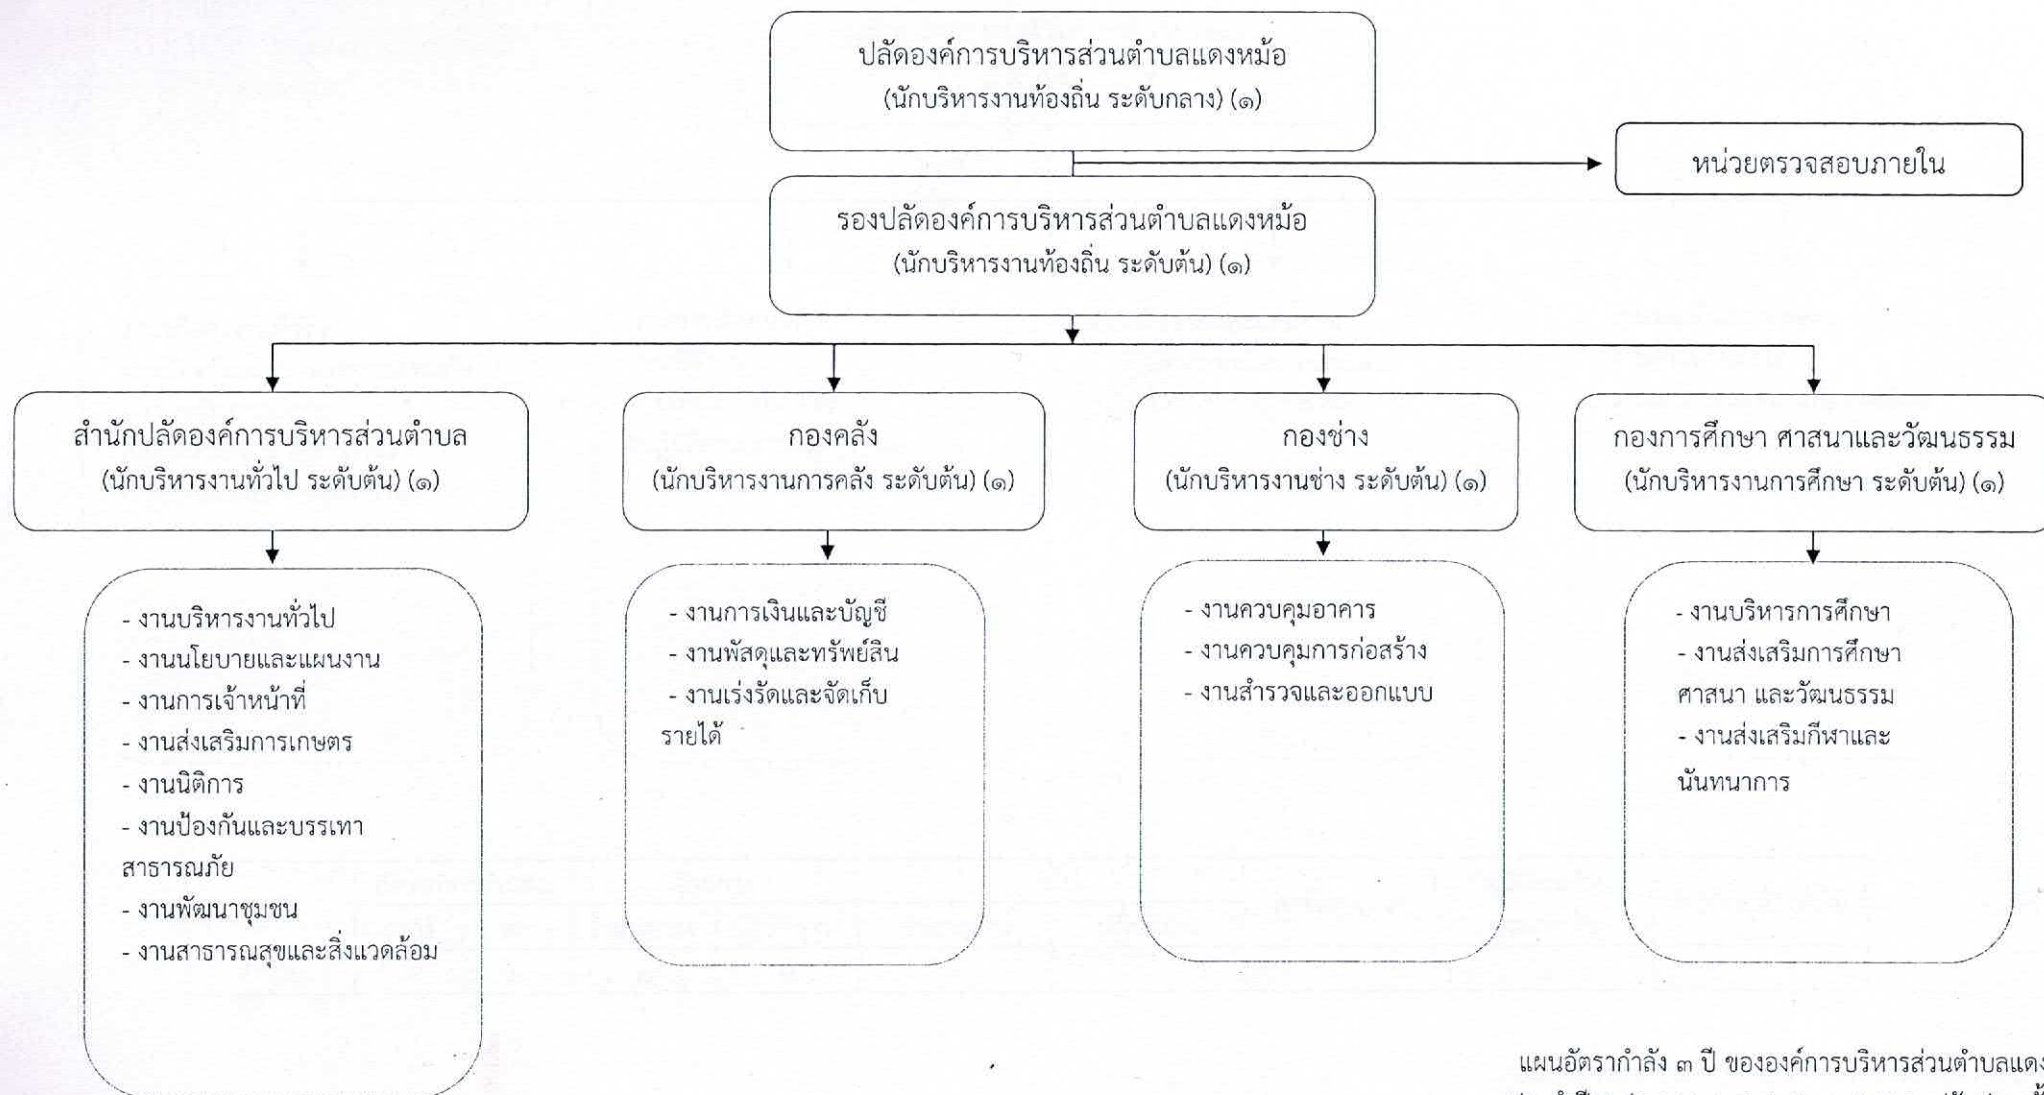 ปลัดองค์การบริหารส่วนตำบลแดงหม้อ
(นักบริหารงานท้องถิ่น ระดับกลาง) (๑)
หน่วยตรวจสอบภายใน
รองปลัดองค์การบริหารส่วนตำบลแดงหม้อ
(นักบริหารงานท้องถิ่น ระดับต้น) (๑)
สำนักปลัดองค์การบริหารส่วนตำบล
(นักบริหารงานทั่วไป ระดับต้น) (๑)
กองคลัง
(นักบริหารงานการคลัง ระดับต้น) (๑)
กองช่าง
(นักบริหารงานช่าง ระดับต้น) (๑)
กองการศึกษา ศาสนาและวัฒนธรรม
(นักบริหารงานการศึกษา ระดับต้น) (๑)
- งานบริหารงานทั่วไป
- งานนโยบายและแผนงาน
- งานการเจ้าหน้าที่
- งานส่งเสริมการเกษตร
- งานนิติการ
- งานป้องกันและบรรเทา
สาธารณภัย
- งานพัฒนาชุมชน
- งานสาธารณสุขและสิ่งแวดล้อม
- งานการเงินและบัญชี
- งานพัสดุและทรัพย์สิน
- งานเร่งรัดและจัดเก็บ
รายได้
- งานควบคุมอาคาร
- งานควบคุมการก่อสร้าง
- งานสำรวจและออกแบบ
- งานบริหารการศึกษา
- งานส่งเสริมการศึกษา
ศาสนา และวัฒนธรรม
- งานส่งเสริมกีฬาและ
นันทนาการ
แผนอัตรากำลัง ๓ ปี ขององค์การบริหารส่วนตำบลแดง